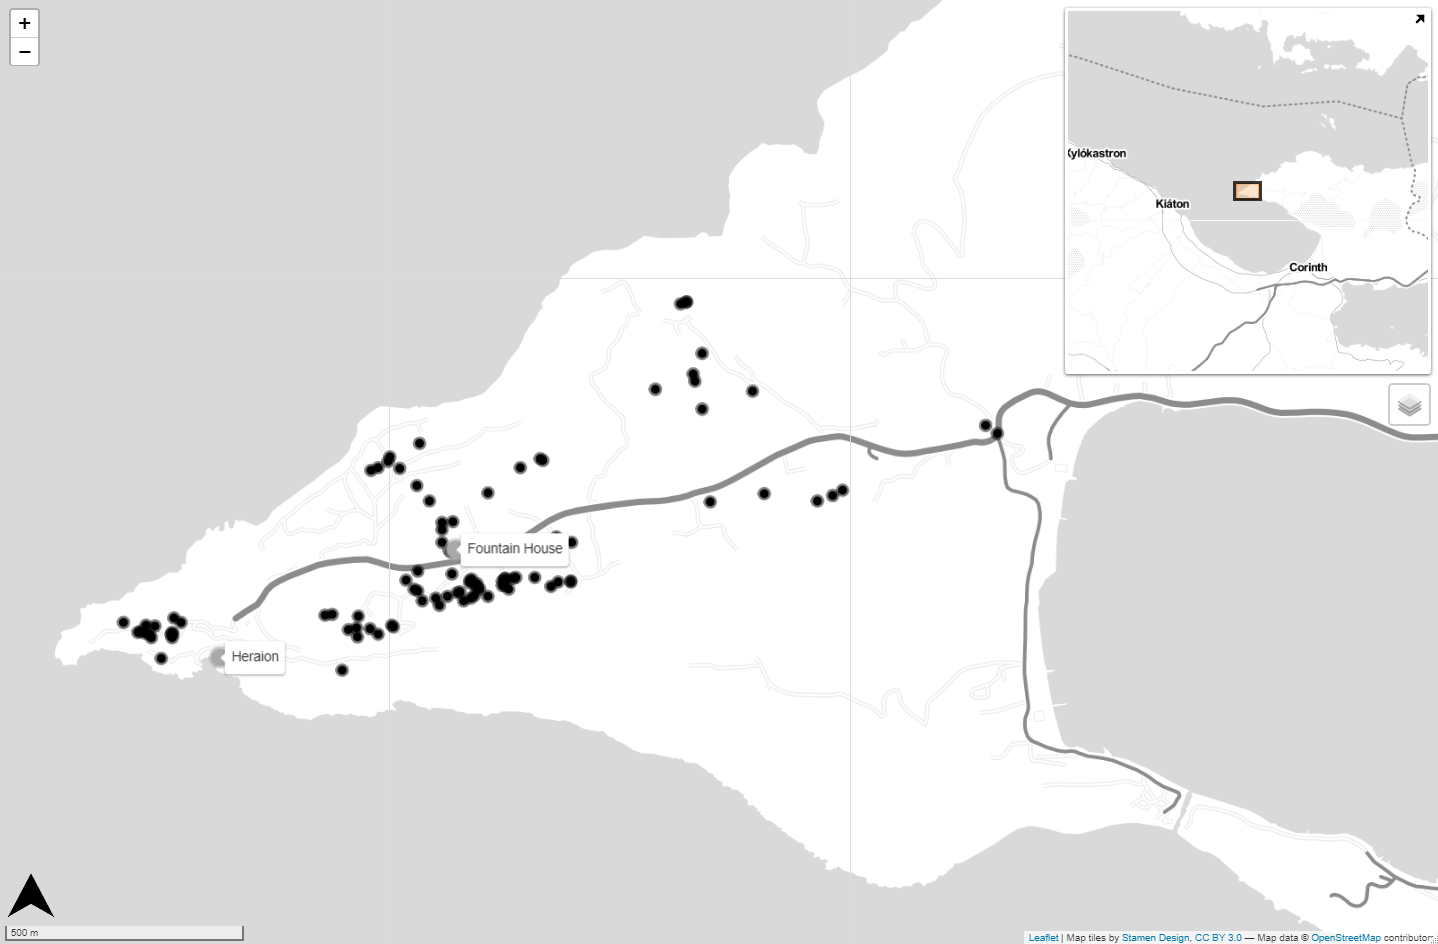 +
−
Xylókastron
Kiáton
Corinth
Fountain House
Heraion
500 m
Leaflet | Map tiles by Stamen Design, CC BY 3.0 — Map data © OpenStreetMap contributors